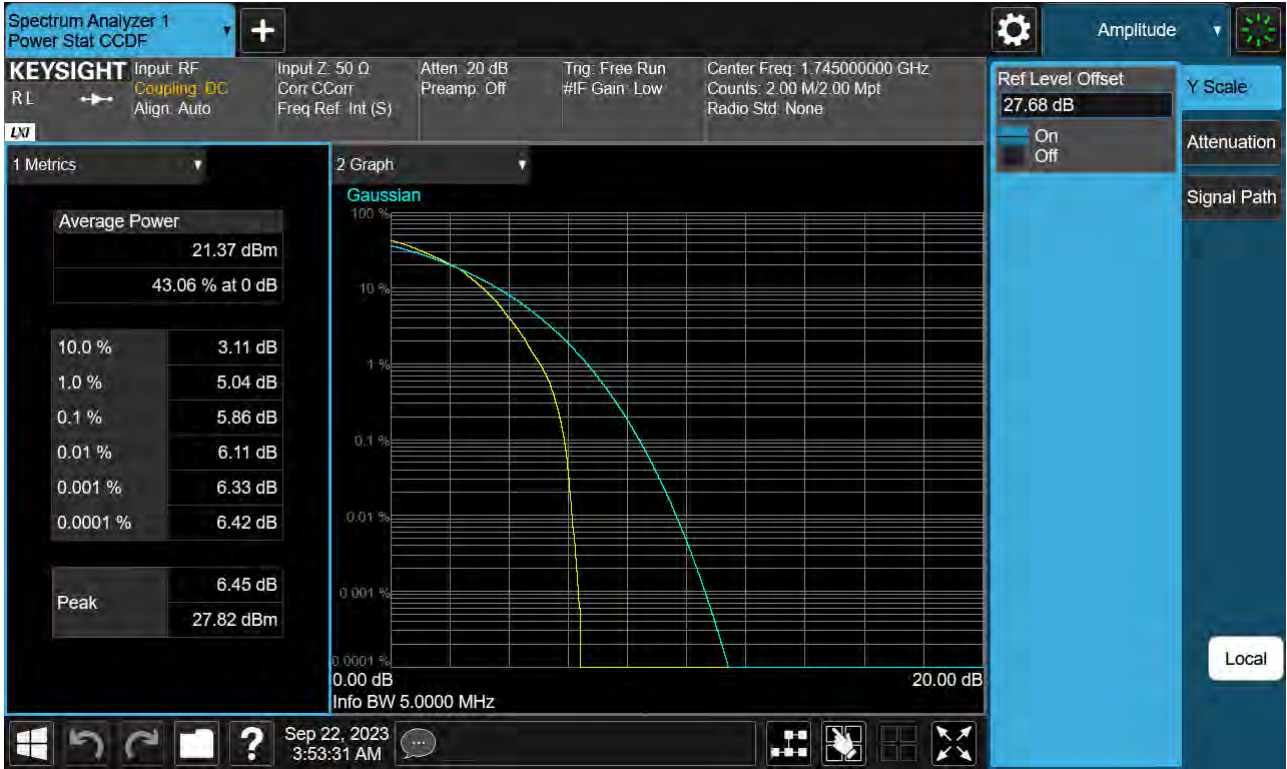 Spectrum Analyzer 1
Power Stat CCDF
Amplitude
KEYSIGHT
R L
LXI
Input: RF
Coupling: DC
Align: Auto
Input Z: 50 Ω
Corr CCorr
Freq Ref: Int (S)
Atten: 20 dB
Preamp: Off
Trig: Free Run
#IF Gain: Low
Center Freq: 1.745000000 GHz
Counts: 2.00 M/2.00 Mpt
Radio Std: None
Ref Level Offset
27.68 dB
On
Off
Y Scale
Attenuation
Signal Path
Local
1 Metrics
Average Power
21.37 dBm
43.06 % at 0 dB
10.0 % 3.11 dB
1.0 % 5.04 dB
0.1 % 5.86 dB
0.01 % 6.11 dB
0.001 % 6.33 dB
0.0001 % 6.42 dB
Peak
6.45 dB
27.82 dBm
2 Graph
Gaussian
100 %
10 %
1 %
0.1 %
0.01 %
0.001 %
0.0001 %
0.00 dB 20.00 dB
Info BW 5.0000 MHz
?
Sep 22, 2023
3:53:31 AM